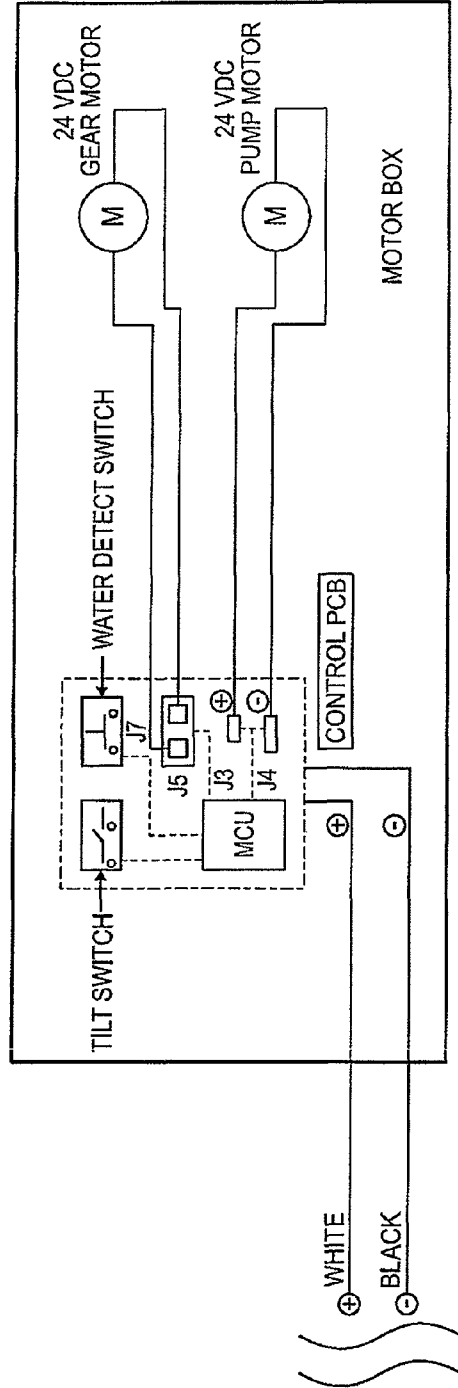 24 VDC
GEAR MOTOR
M
24 VDC
PUMP MOTOR
M
MOTOR BOX
WATER DETECT SWITCH
TILT SWITCH
J7
J5
J3
J4
MCU
+
-
CONTROL PCB
+
-
WHITE
+
BLACK
-